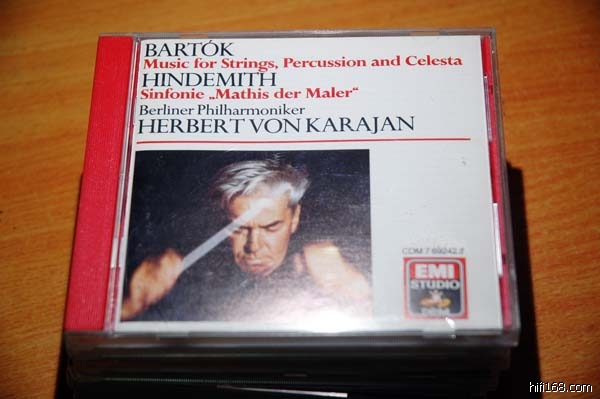 BARTÓK
Music for Strings, Percussion and Celesta
HINDEMITH
Sinfonie „Mathis der Maler“
Berliner Philharmoniker
HERBERT VON KARAJAN
CDM 7 69242 2
EMI
STUDIO
DRM
hifi168.com